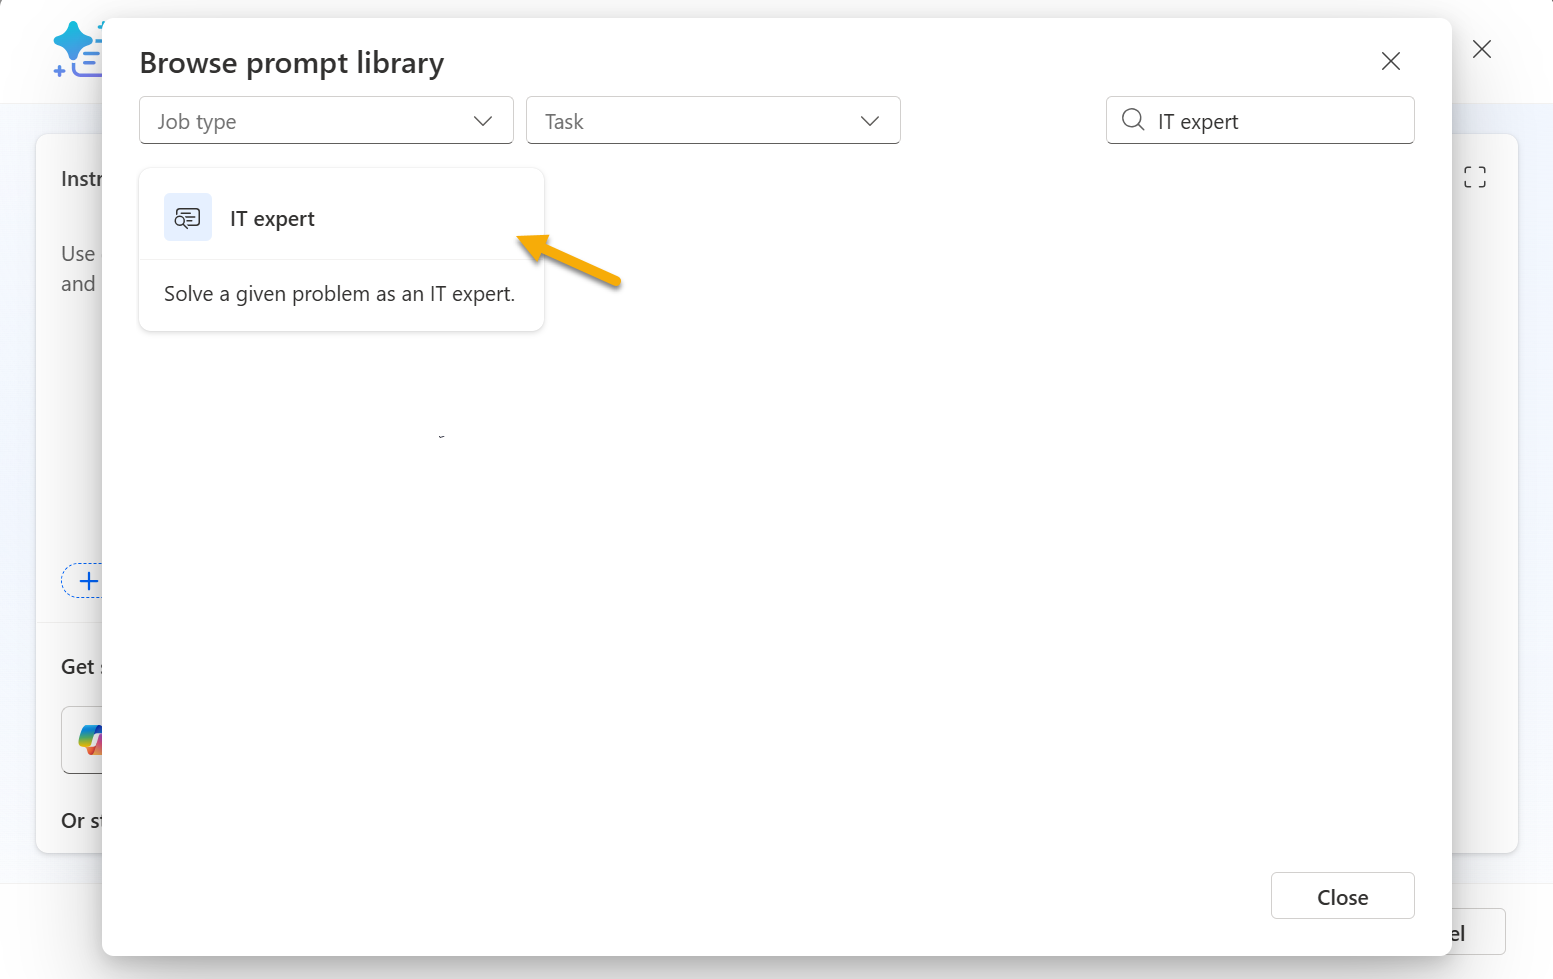 Browse prompt library
Job type
Task
IT expert
Instr
IT expert
Use
and
Solve a given problem as an IT expert.
Get
Or st
Close
el